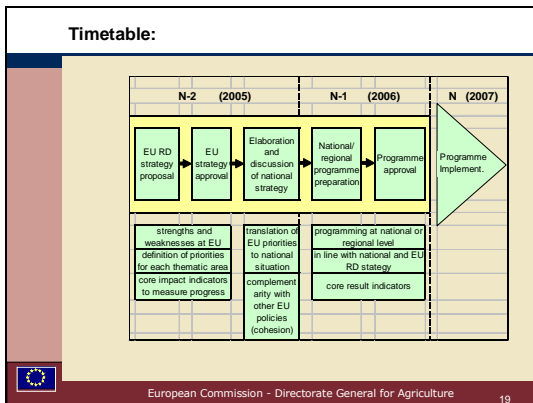 Timetable:
N-2 (2005) N-1 (2006) N (2007)
EU RD
strategy
proposal
EU
strategy
approval
Elaboration
and
discussion
of national
strategy
National/
regional
programme
preparation
Programme
approval
Programme
Implement.
strengths and
weaknesses at EU
definition of priorities
for each thematic area
core impact indicators
to measure progress
translation of
EU priorities
to national
situation
complement
arity with
other EU
policies
(cohesion)
programming at national or
regional level
in line with national and EU
RD stategy
core result indicators
European Commission - Directorate General for Agriculture
19